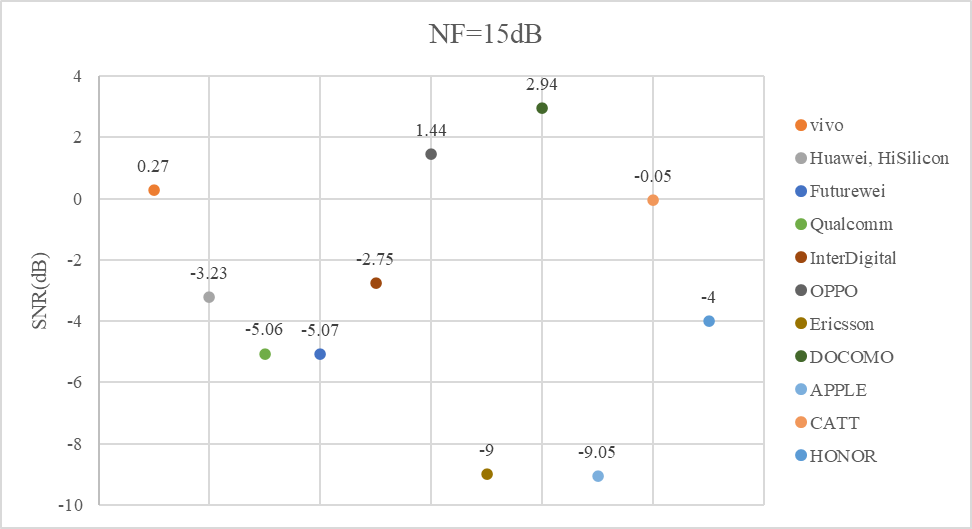 NF=15dB
SNR(dB)
4
2
0
-2
-4
-6
-8
-10
0.27
-3.23
-5.06
-5.07
-2.75
1.44
-9
2.94
-9.05
-0.05
-4
vivo
Huawei, HiSilicon
Futurewei
Qualcomm
InterDigital
OPPO
Ericsson
DOCOMO
APPLE
CATT
HONOR